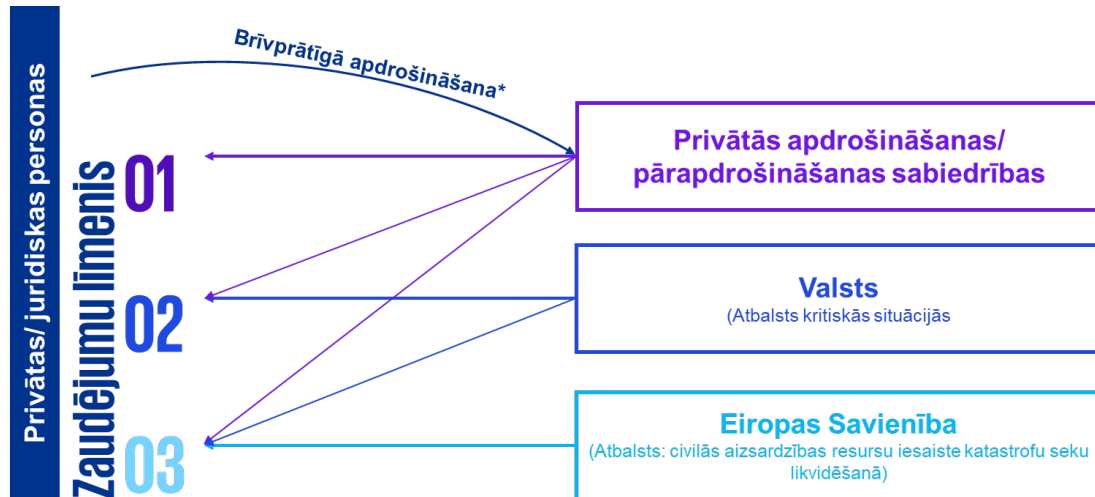 Privātas/ juridiskas personas
Zaudējumu līmenis
Brīvprātīgā apdrošināšana*
01
02
03
Privātās apdrošināšanas/
pārapdrošināšanas sabiedrības
Valsts
(Atbalsts kritiskās situācijās
Eiropas Savienība
(Atbalsts: civilās aizsardzības resursu iesaiste katastrofu seku
likvidēšanā)